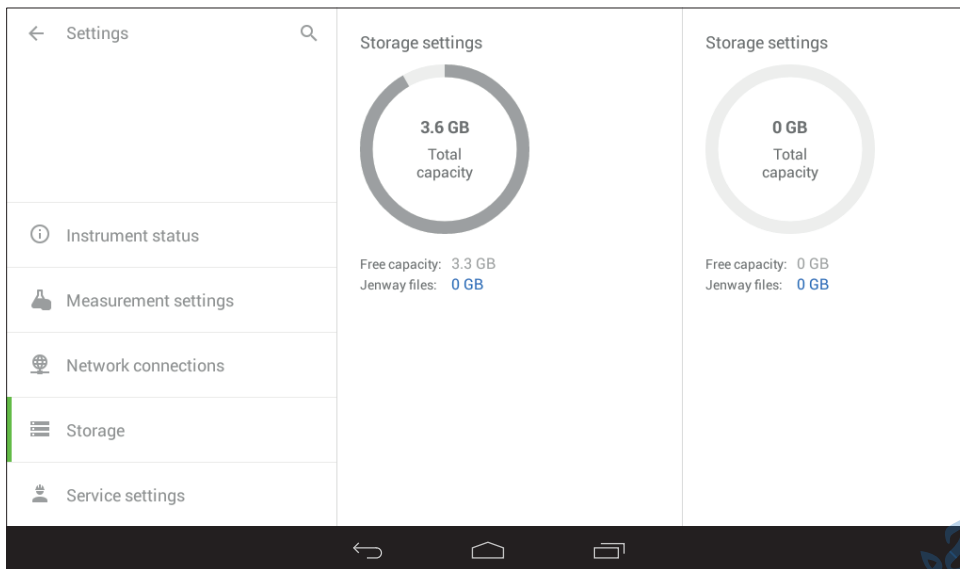 Settings
Instrument status
Measurement settings
Network connections
Storage
Service settings
Storage settings
3.6 GB
Total
capacity
Free capacity: 3.3 GB
Jenway files: 0 GB
Storage settings
0 GB
Total
capacity
Free capacity: 0 GB
Jenway files: 0 GB